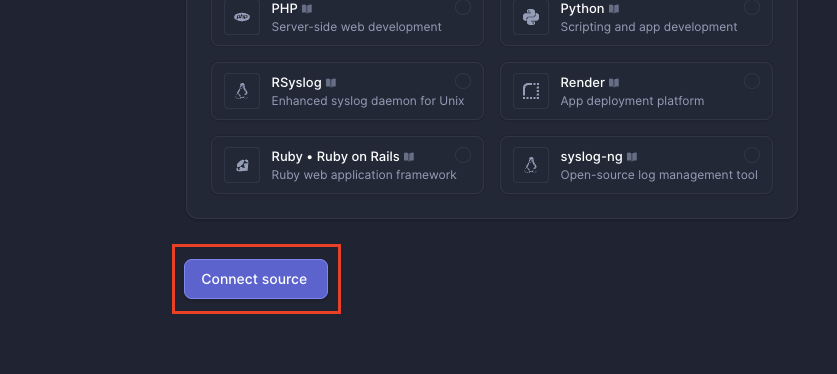 PHP
Server-side web development
Python
Scripting and app development
RSyslog
Enhanced syslog daemon for Unix
Render
App deployment platform
Ruby • Ruby on Rails
Ruby web application framework
syslog-ng
Open-source log management tool
Connect source